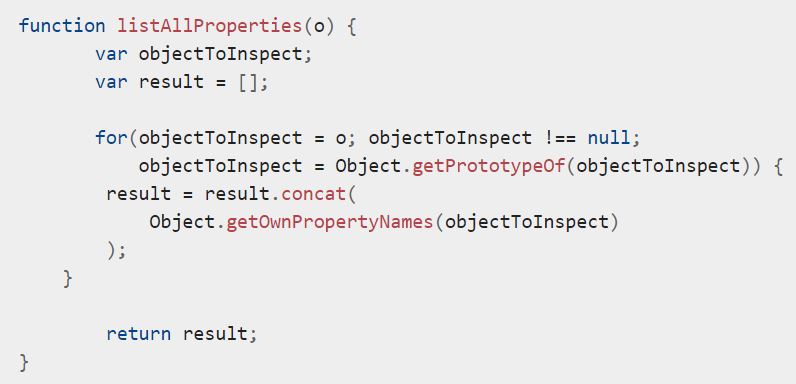 function listAllProperties(o) {
       var objectToInspect;
       var result = [];

       for(objectToInspect = o; objectToInspect !== null;
           objectToInspect = Object.getPrototypeOf(objectToInspect)) {
        result = result.concat(
            Object.getOwnPropertyNames(objectToInspect)
        );
    }

        return result;
}